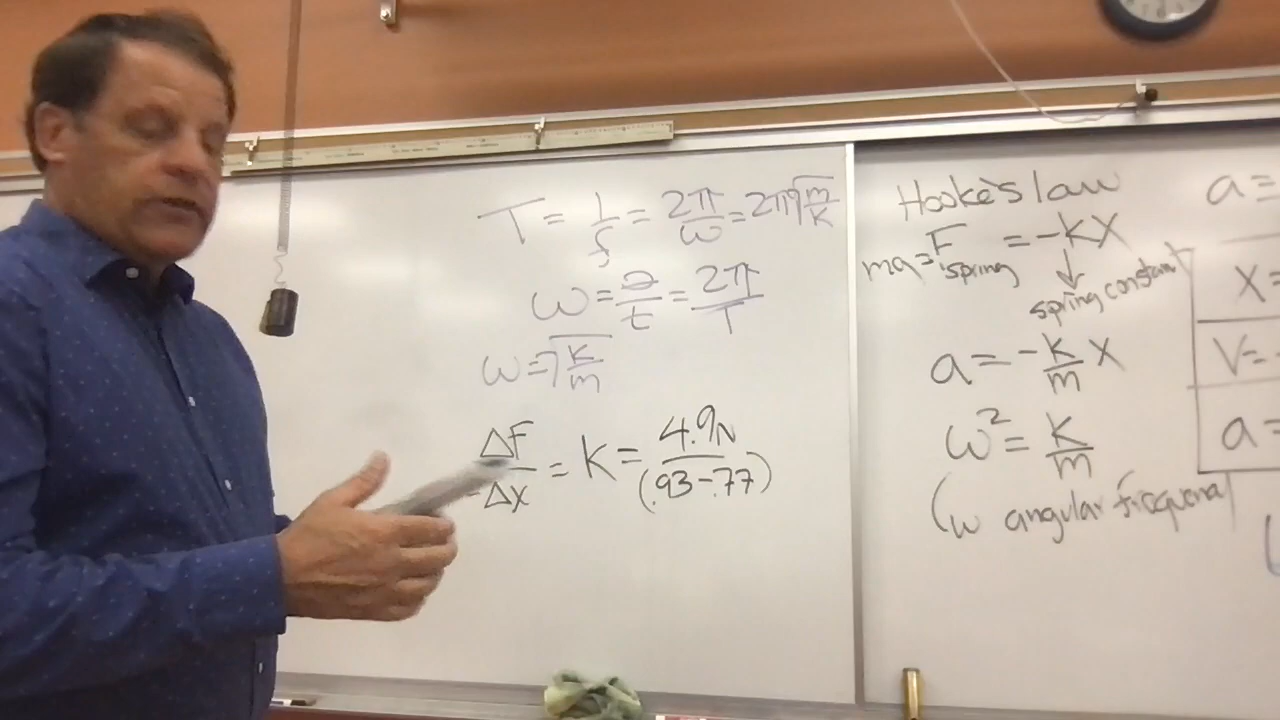 T = 1/f = 2π/ω = 2π√m/k
ω = θ/t = 2π/T
ω = √k/m
ΔF/-ΔX = K = 4.9N/(.93-.77)
Hooke's law
ma = F spring = -kX
spring constant
a = -k/m X
ω² = k/m
(ω angular
a =
X =
V =
a =